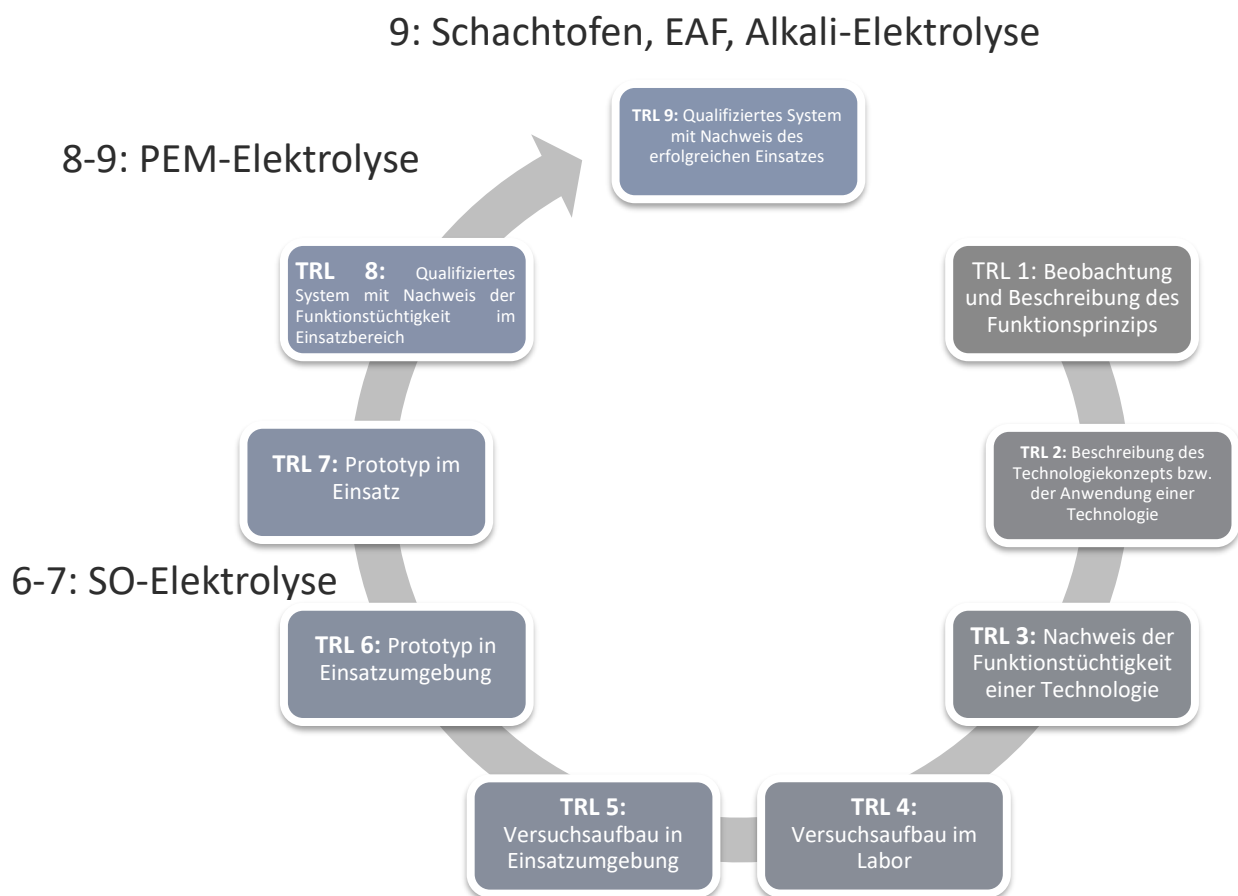 9: Schachtofen, EAF, Alkali-Elektrolyse
TRL 9: Qualifiziertes System
mit Nachweis des
erfolgreichen Einsatzes
8-9: PEM-Elektrolyse
TRL 8: Qualifiziertes
System mit Nachweis der
Funktionstüchtigkeit im
Einsatzbereich
TRL 1: Beobachtung
und Beschreibung des
Funktionsprinzips
TRL 7: Prototyp im
Einsatz
TRL 2: Beschreibung des
Technologiekonzepts bzw.
der Anwendung einer
Technologie
6-7: SO-Elektrolyse
TRL 6: Prototyp in
Einsatzumgebung
TRL 3: Nachweis der
Funktionstüchtigkeit
einer Technologie
TRL 5:
Versuchsaufbau in
Einsatzumgebung
TRL 4:
Versuchsaufbau im
Labor